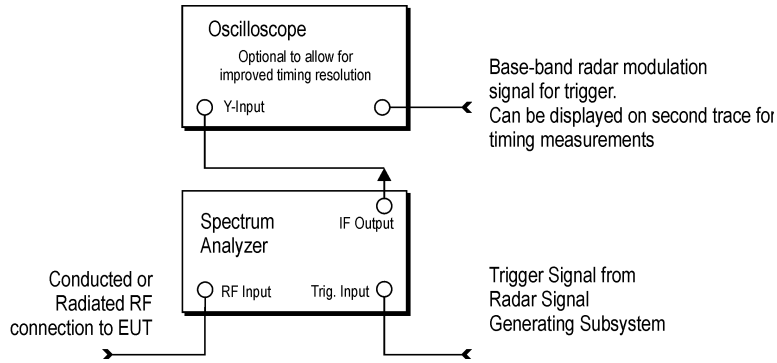 Oscilloscope
Optional to allow for
improved timing resolution
Y-Input
Base-band radar modulation
signal for trigger.
Can be displayed on second trace for
timing measurements
Spectrum
Analyzer
IF Output
RF Input
Trig. Input
Conducted or
Radiated RF
connection to EUT
Trigger Signal from
Radar Signal
Generating Subsystem